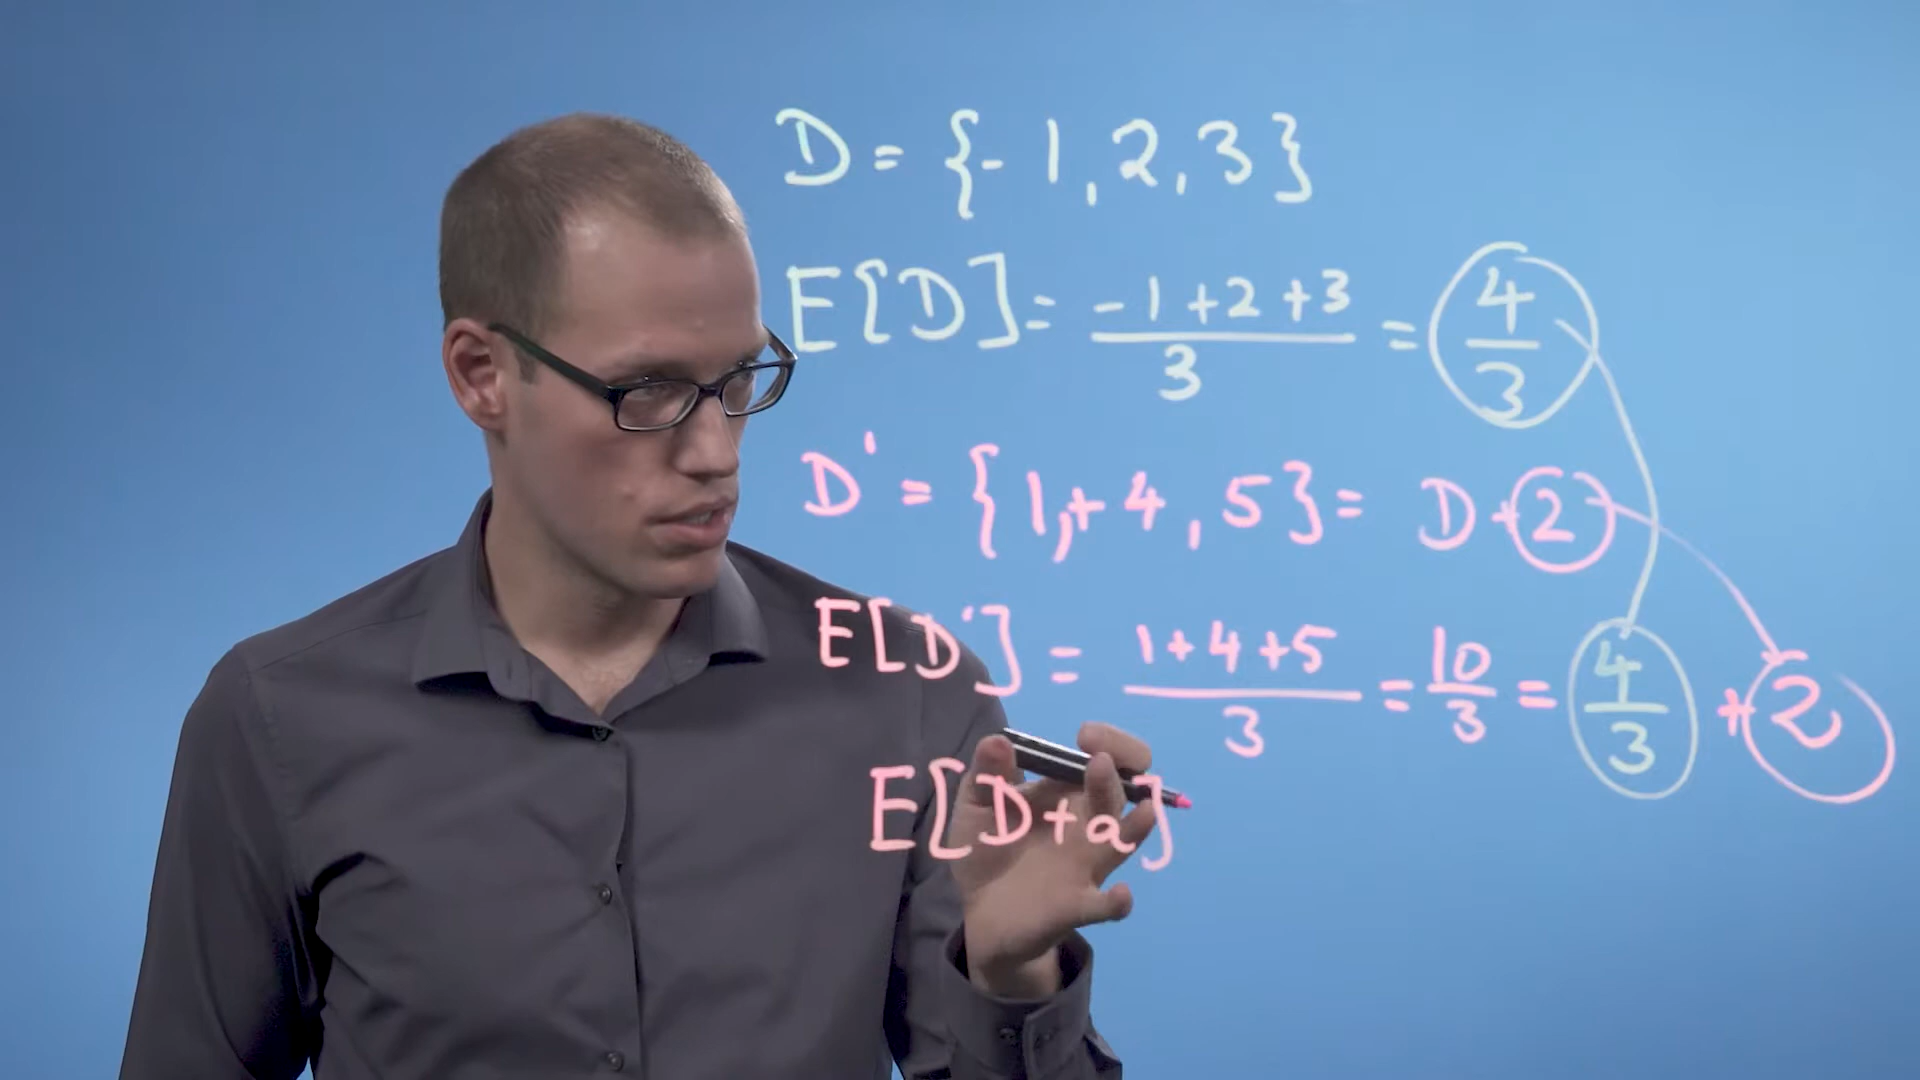 D = {-1, 2, 3}
E[D] = (-1+2+3)/3 = 4/3
D' = {1,+4, 5} = D+2
E[D'] = (1+4+5)/3 = 10/3 = 4/3 + 2
E[D+a]